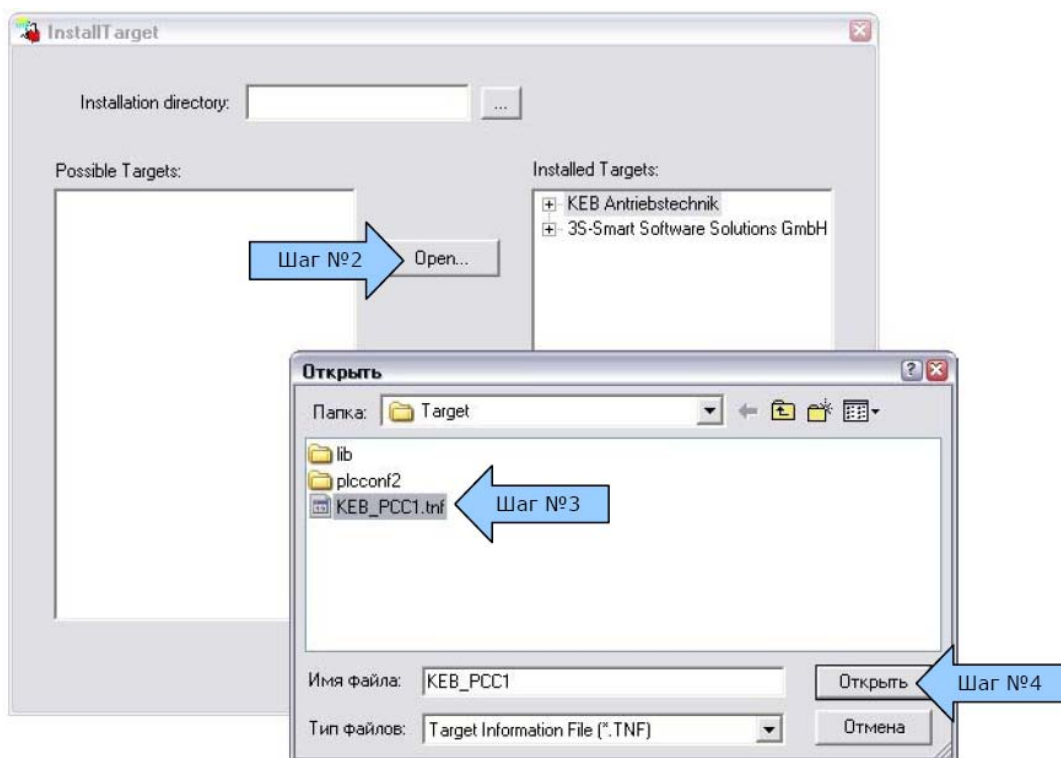 InstallTarget
Installation directory:
...
Possible Targets:
Installed Targets:
KEB Antriebstechnik
3S-Smart Software Solutions GmbH
Шаг №2
Open...
Открыть
Папка:
Target
lib
plcconf2
KEB_PCC1.tnf
Шаг №3
Имя файла:
KEB_PCC1
Открыть
Шаг №4
Тип файлов:
Target Information File (*.TNF)
Отмена